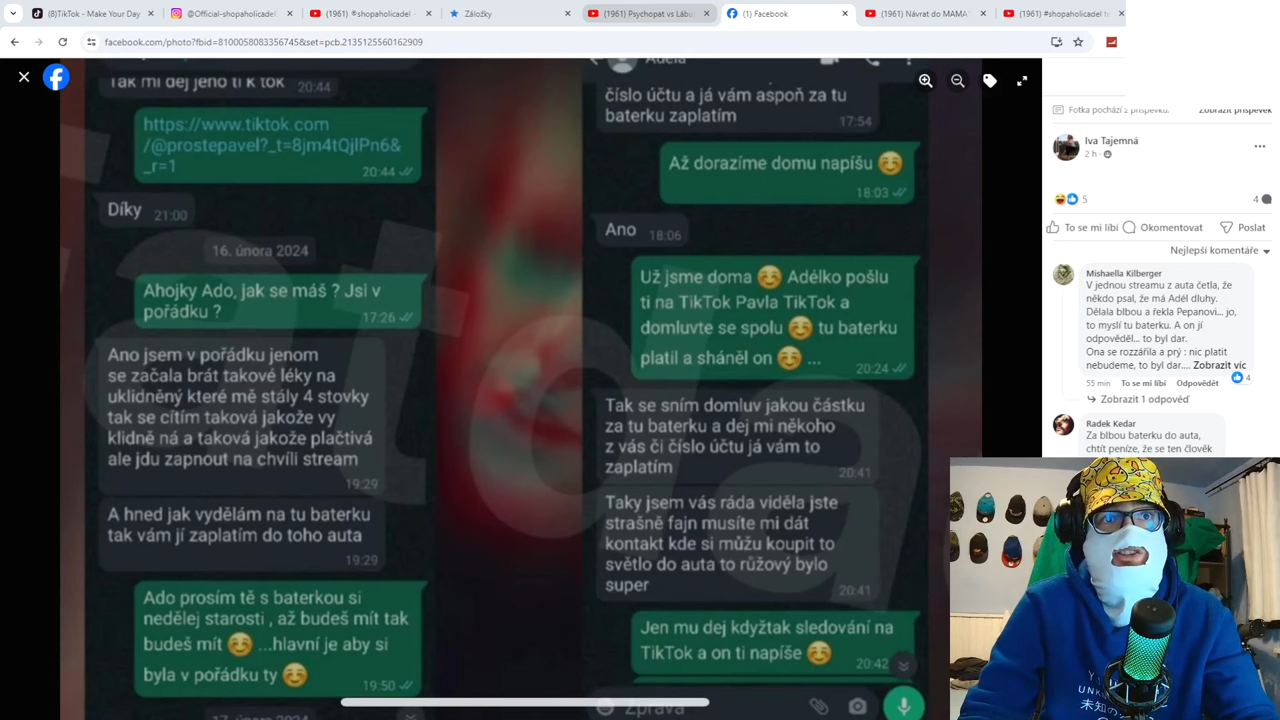 (8)TikTok - Make Your Day
@Official-shopaholicadel
(1961) ®shopaholicadel -
Záložky
(1961) Psychopat vs Lábu
(1) Facebook
(1961) Návrat do MAMA
(1961) #shopaholicadel t
facebook.com/photo?fbid=8100058083356745&set=pcb.2135125560162909
Tak mi dej jeho ti k tok
20:44
https://www.tiktok.com
/@prostepavel?_t=8jm4tQjlPn6&
_r=1
20:44
Díky
21:00
16. února 2024
Ahojky Ado, jak se máš ? Jsi v
pořádku ?
17:26
Ano jsem v pořádku jenom
se začala brát takové léky na
uklidněný které mě stály 4 stovky
tak se cítím taková jakože vy
klidně ná a taková jakože plačtivá
ale jdu zapnout na chvíli stream
19:29
A hned jak vydělám na tu baterku
tak vám jí zaplatím do toho auta
19:29
Ado prosím tě s baterkou si
nedělej starosti , až budeš mít tak
budeš mít ☺️ ...hlavní je aby si
byla v pořádku ty ☺️
19:50
17. února 2024
Adéla
číslo účtu a já vám aspoň za tu
baterku zaplatím
17:54
Až dorazíme domu napíšu ☺️
18:03
Ano
18:06
Už jsme doma ☺️ Adélko pošlu
ti na TikTok Pavla TikTok a
domluvte se spolu ☺️ tu baterku
platil a sháněl on ☺️ ...
20:24
Tak se sním domluv jakou částku
za tu baterku a dej mi někoho
z vás či číslo účtu já vám to
zaplatím
20:41
Taky jsem vás ráda viděla jste
strašně fajn musíte mi dát
kontakt kde si můžu koupit to
světlo do auta to růžový bylo
super
20:41
Jen mu dej kdyžtak sledování na
TikTok a on ti napíše ☺️
20:42
Zpráva
Fotka pochází z příspěvku.
Zobrazit příspěvek
Iva Tajemná
2 h
5
4
To se mi líbí
Okomentovat
Poslat
Nejlepší komentáře
Mishaella Kilberger
V jednou streamu z auta četla, že
někdo psal, že má Adél dluhy.
Dělala blbou a řekla Pepanovi... jo,
to myslí tu baterku. A on jí
odpověděl... to byl dar.
Ona se rozzářila a prý : nic platit
nebudeme, to byl dar.... Zobrazit víc
4
55 min To se mi líbí Odpovědět
Zobrazit 1 odpověď
Radek Kedar
Za blbou baterku do auta,
chtít peníze, že se ten člověk